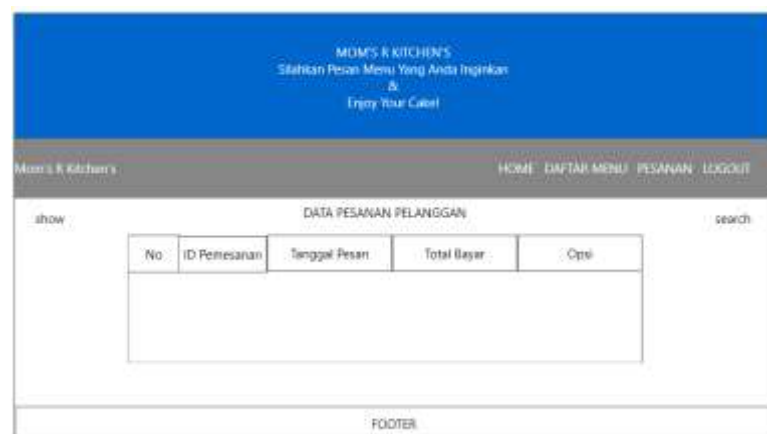 MOM'S R KITCHEN'S
Silahkan Pesan Menu Yang Anda Inginkan
&
Enjoy Your Cake!
Mom's R Kitchen's HOME DAFTAR MENU PESANAN LOGOUT
show DATA PESANAN PELANGGAN search
No ID Pemesanan Tanggal Pesan Total Bayar Opsi
FOOTER